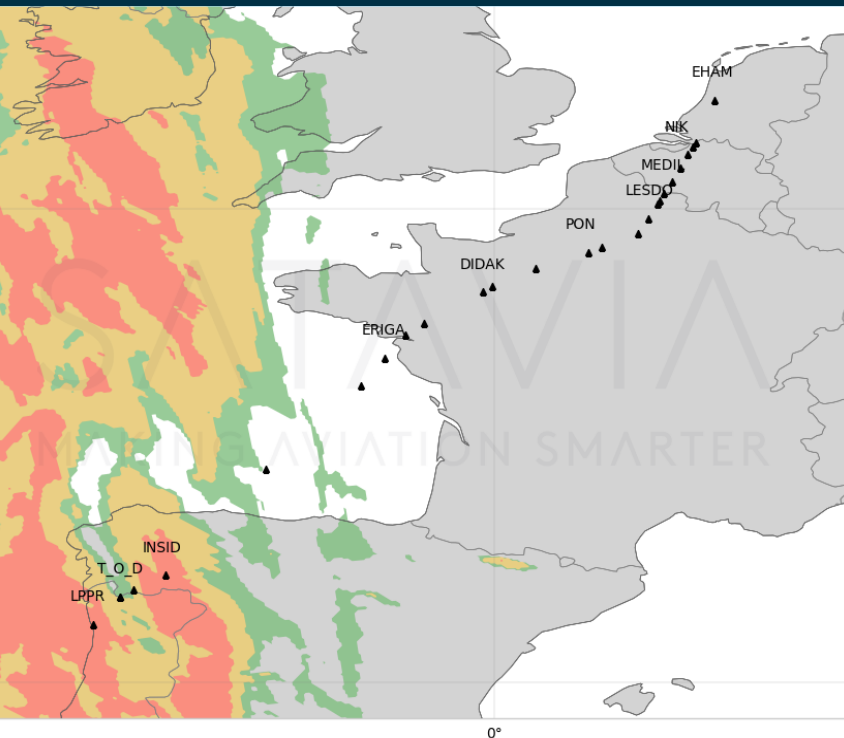 EHAM
NIK
MEDIL
LESDO
PON
DIDAK
ERIGA
SATAVIA
MAKING AVIATION SMARTER
INSID
T_O_D
LPPR
0°